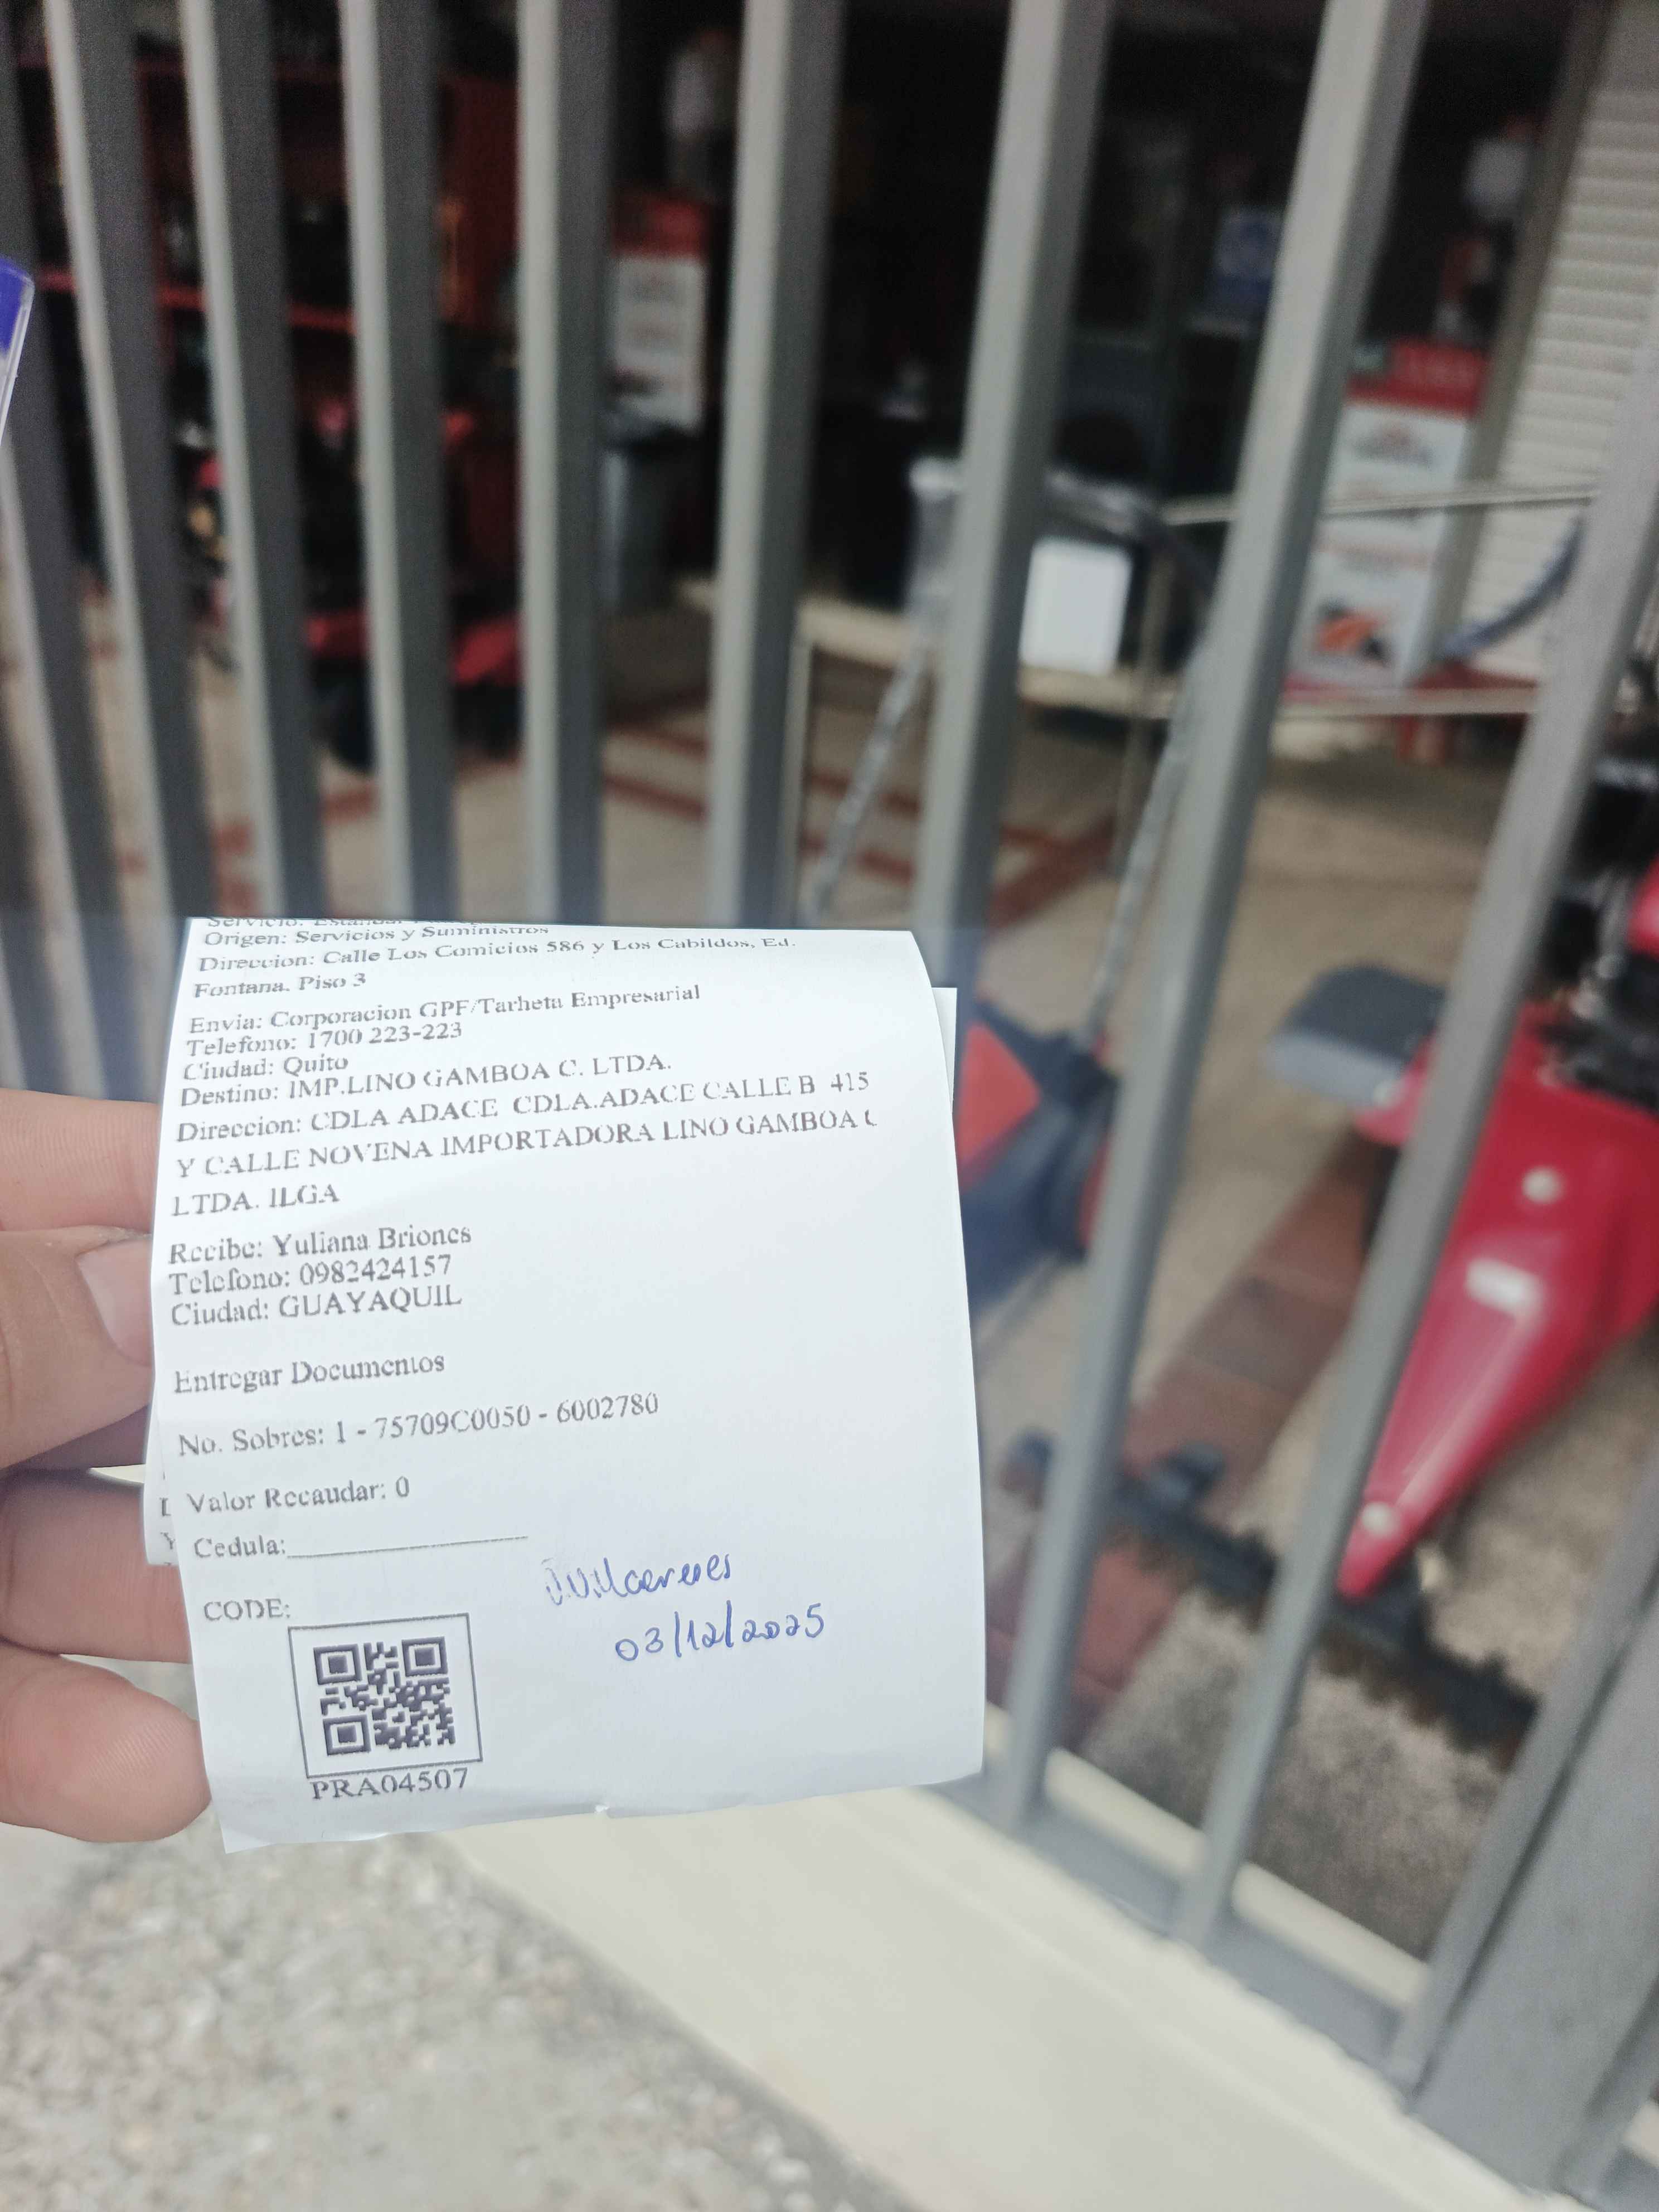 Origen: Servicios y Suministros
Direccion: Calle Los Comicios 586 y Los Cabildos, Ed.
Fontana. Piso 3
Envia: Corporacion GPF/Tarheta Empresarial
Telefono: 1700 223-223
Ciudad: Quito
Destino: IMP.LINO GAMBOA C. LTDA.
Direccion: CDLA ADACE CDLA.ADACE CALLE B 415
Y CALLE NOVENA IMPORTADORA LINO GAMBOA C
LTDA. ILGA
Recibe: Yuliana Briones
Telefono: 0982424157
Ciudad: GUAYAQUIL
Entregar Documentos
No. Sobres: 1 - 75709C0050 - 6002780
Valor Recaudar: 0
Cedula:
03/12/2025
CODE:
PRA04507